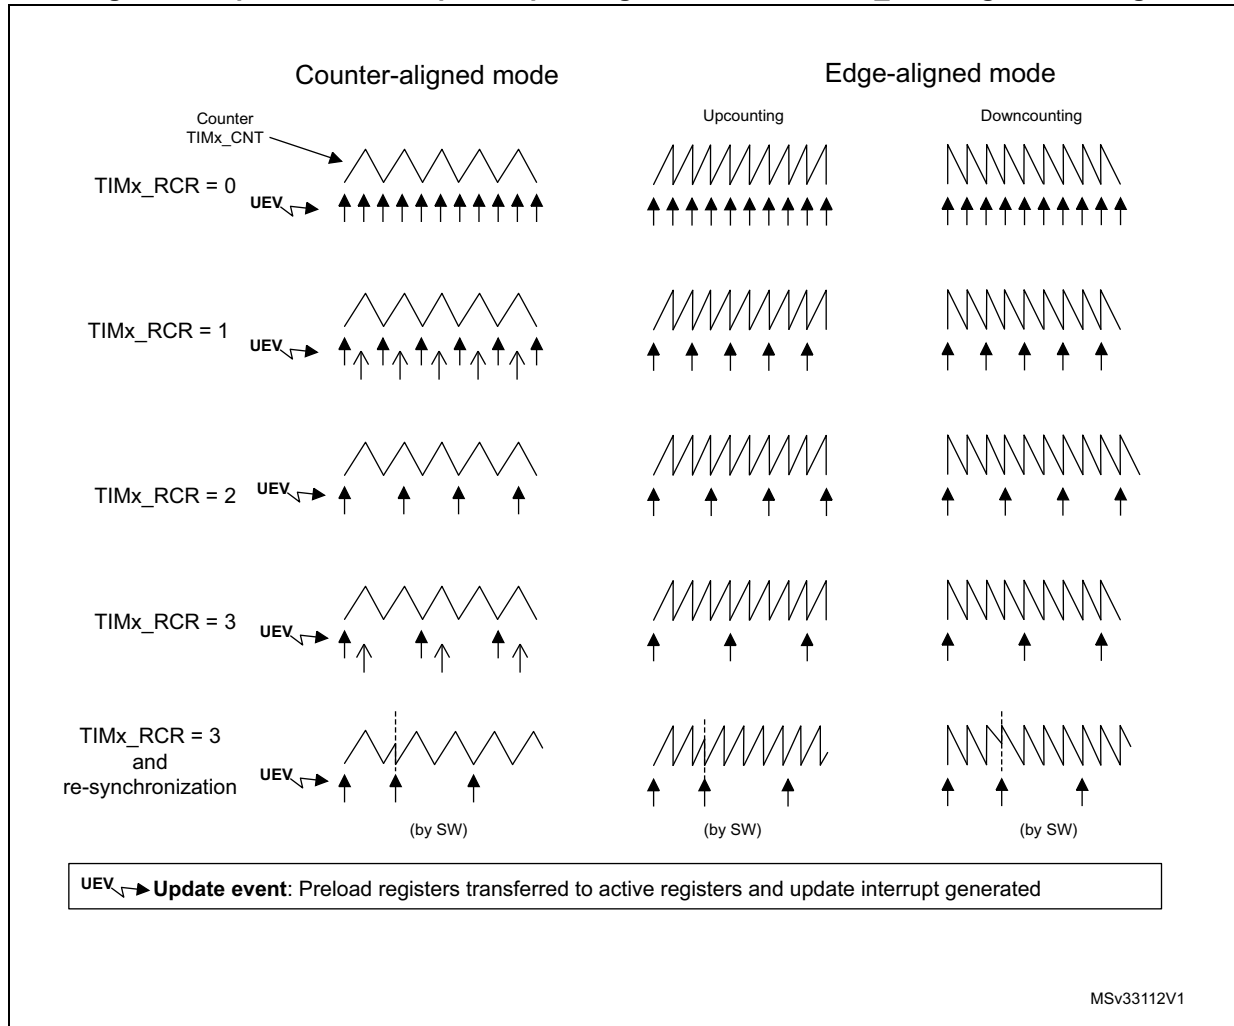 Counter-aligned mode
Edge-aligned mode
Counter
TIMx_CNT
Upcounting
Downcounting
TIMx_RCR = 0
UEV
TIMx_RCR = 1
UEV
TIMx_RCR = 2
UEV
TIMx_RCR = 3
UEV
TIMx_RCR = 3
and
re-synchronization
UEV
(by SW)
(by SW)
(by SW)
UEV Update event: Preload registers transferred to active registers and update interrupt generated
MSv33112V1